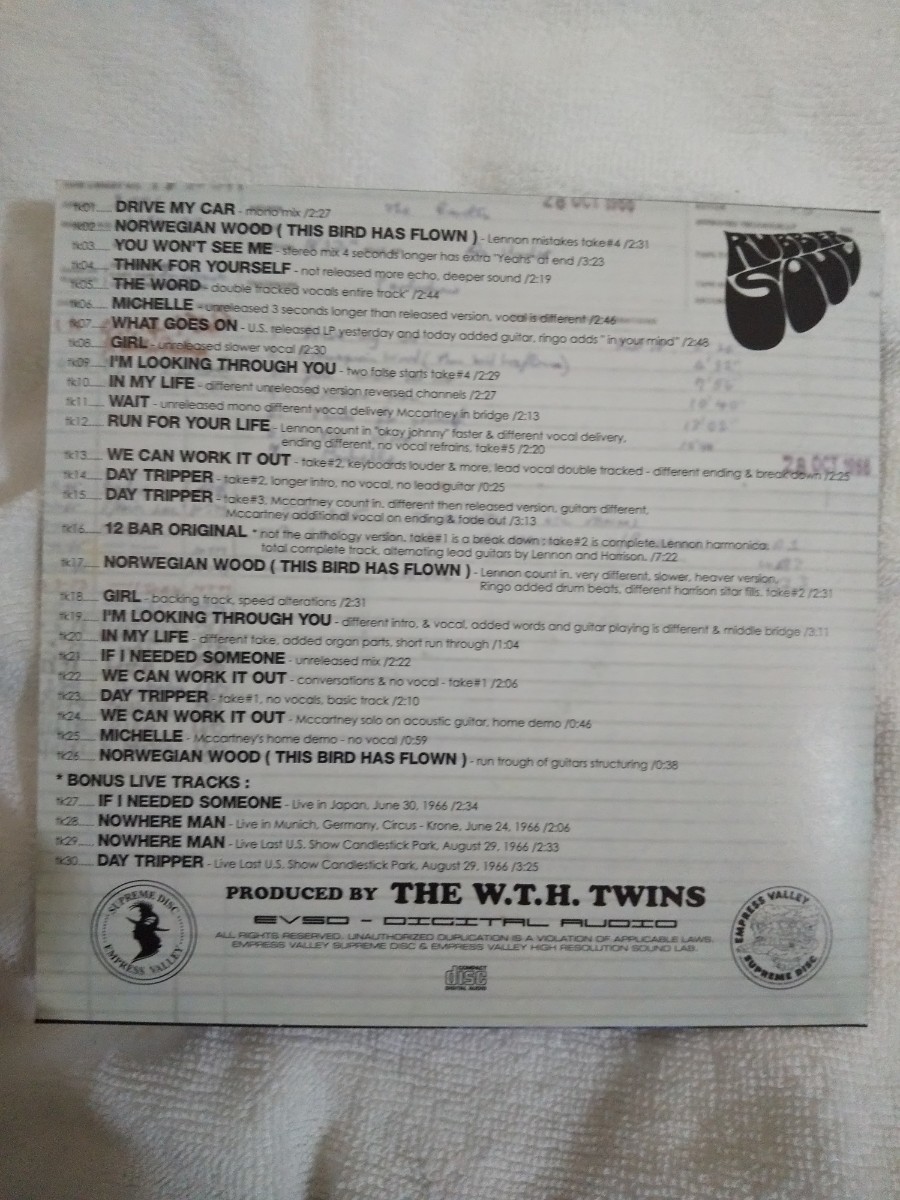 28 OCT 1966
tk01..... DRIVE MY CAR - mono mix /2:27
tk02..... NORWEGIAN WOOD ( THIS BIRD HAS FLOWN ) - Lennon mistakes take#4 /2:31
tk03..... YOU WON'T SEE ME - stereo mix 4 seconds longer has extra "Yeahs" at end /3:23
tk04..... THINK FOR YOURSELF - not released more echo, deeper sound /2:19
tk05..... THE WORD - double tracked vocals entire track" /2:44
tk06..... MICHELLE - unreleased 3 seconds longer than released version, vocal is different /2:46
tk07..... WHAT GOES ON - U.S. released LP yesterday and today added guitar, ringo adds " in your mind" /2:48
tk08..... GIRL - unreleased slower vocal /2:30
tk09..... I'M LOOKING THROUGH YOU - two false starts take#4 /2:29
tk10..... IN MY LIFE - different unreleased version reversed channels /2:27
tk11..... WAIT - unreleased mono different vocal delivery Mccartney in bridge /2:13
tk12..... RUN FOR YOUR LIFE - Lennon count in "okay johnny" faster & different vocal delivery,
ending different, no vocal refrains, take#5 /2:20
tk13..... WE CAN WORK IT OUT - take#2, keyboards louder & more, lead vocal double tracked - different ending & break down /2:25
tk14..... DAY TRIPPER - take#2, longer intro, no vocal, no lead guitar /0:25
tk15..... DAY TRIPPER - take#3, Mccartney count in, different then released version, guitars different,
Mccartney additional vocal on ending & fade out /3:13
tk16..... 12 BAR ORIGINAL * not the anthology version, take#1 is a break down ; take#2 is complete, Lennon harmonica,
total complete track, alternating lead guitars by Lennon and Harrison. /7:22
tk17..... NORWEGIAN WOOD ( THIS BIRD HAS FLOWN ) - Lennon count in, very different, slower, heaver version,
Ringo added drum beats, different harrison sitar fills, take#2 /2:31
tk18..... GIRL - backing track, speed alterations /2:31
tk19..... I'M LOOKING THROUGH YOU - different intro, & vocal, added words and guitar playing is different & middle bridge /3:11
tk20..... IN MY LIFE - different take, added organ parts, short run through /1:04
tk21..... IF I NEEDED SOMEONE - unreleased mix /2:22
tk22..... WE CAN WORK IT OUT - conversations & no vocal - take#1 /2:06
tk23..... DAY TRIPPER - take#1, no vocals, basic track /2:10
tk24..... WE CAN WORK IT OUT - Mccartney solo on acoustic guitar, home demo /0:46
tk25..... MICHELLE - Mccartney's home demo - no vocal /0:59
tk26..... NORWEGIAN WOOD ( THIS BIRD HAS FLOWN ) - run trough of guitars structuring /0:38
* BONUS LIVE TRACKS :
tk27..... IF I NEEDED SOMEONE - Live in Japan, June 30, 1966 /2:34
tk28..... NOWHERE MAN - Live in Munich, Germany, Circus - Krone, June 24, 1966 /2:06
tk29..... NOWHERE MAN - Live Last U.S. Show Candlestick Park, August 29, 1966 /2:33
tk30..... DAY TRIPPER - Live Last U.S. Show Candlestick Park, August 29, 1966 /3:25
RUBBER
SOUL
28 OCT 1966
PRODUCED BY THE W.T.H. TWINS
EVSD - DIGITAL AUDIO
ALL RIGHTS RESERVED. UNAUTHORIZED DUPLICATION IS A VIOLATION OF APPLICABLE LAWS.
EMPRESS VALLEY SUPREME DISC & EMPRESS VALLEY HIGH RESOLUTION SOUND LAB.
SUPREME DISC
EMPRESS VALLEY
COMPACT
disc
DIGITAL AUDIO
EMPRESS VALLEY
SUPREME DISC